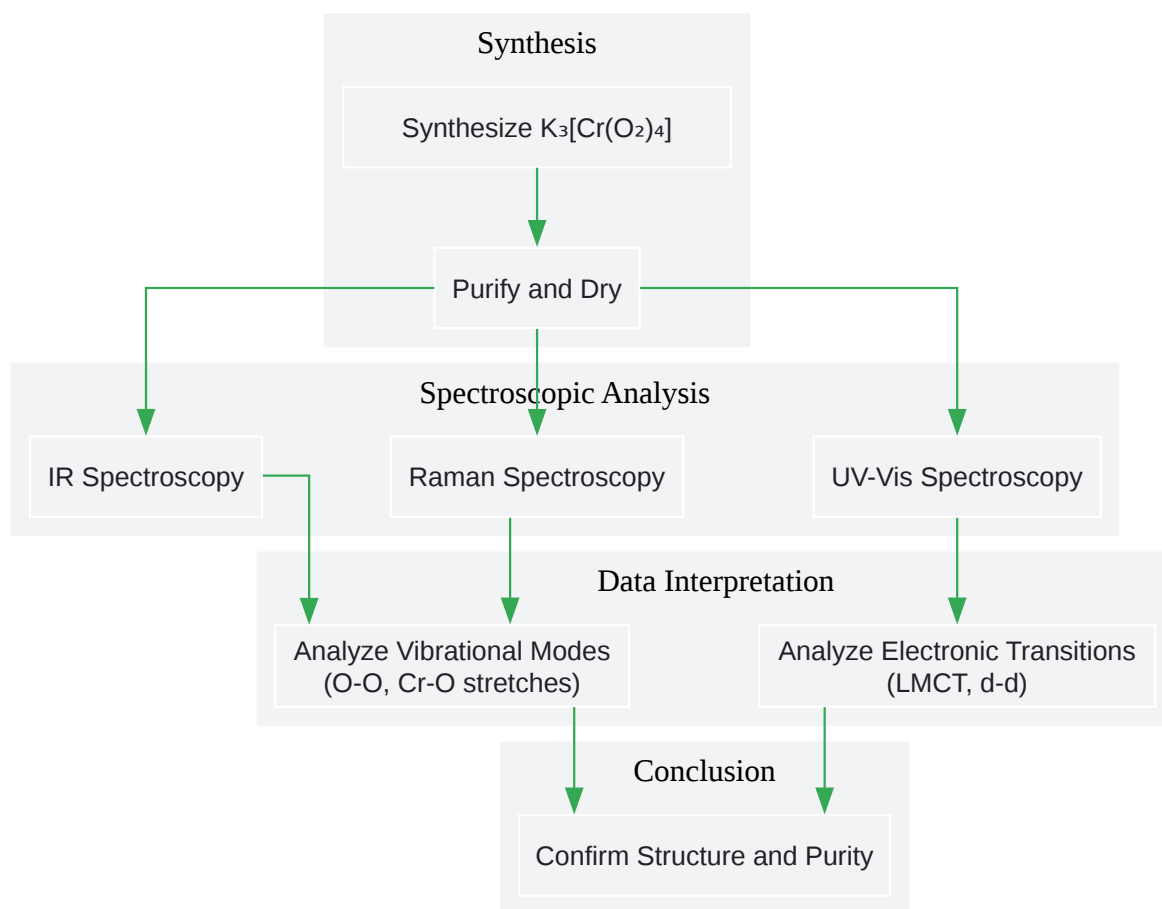 Synthesis
Synthesize K₃[Cr(O₂)₄]
Purify and Dry
Spectroscopic Analysis
IR Spectroscopy
Raman Spectroscopy
UV-Vis Spectroscopy
Data Interpretation
Analyze Vibrational Modes
(O-O, Cr-O stretches)
Analyze Electronic Transitions
(LMCT, d-d)
Conclusion
Confirm Structure and Purity